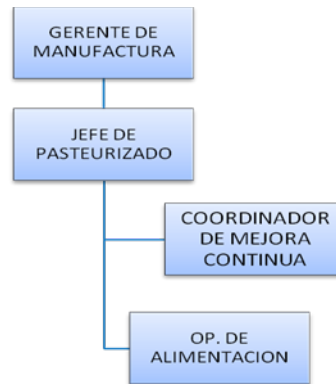 GERENTE DE
MANUFACTURA
JEFE DE
PASTEURIZADO
COORDINADOR
DE MEJORA
CONTINUA
OP. DE
ALIMENTACION